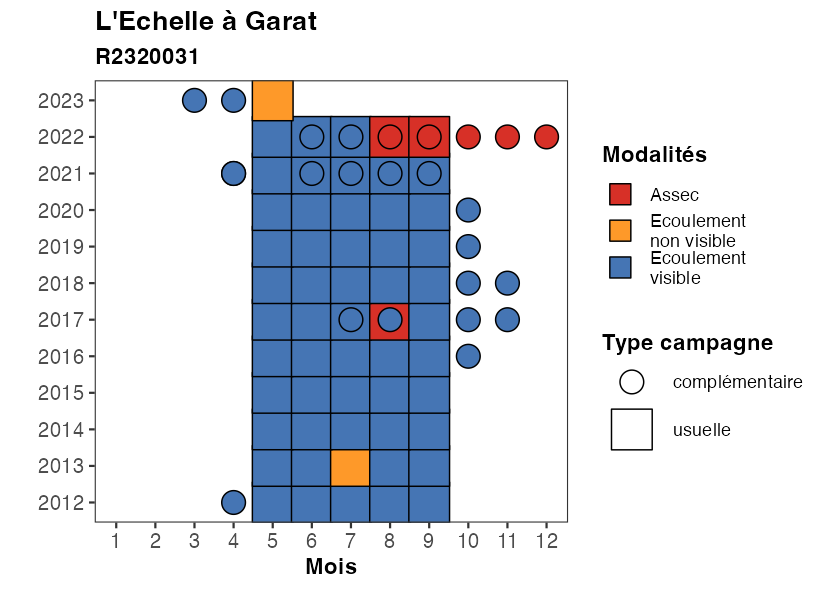 L'Echelle à Garat
R2320031
2023
2022
2021
2020
2019
2018
2017
2016
2015
2014
2013
2012
1 2 3 4 5 6 7 8 9 10 11 12
Mois
Modalités
Assec
Ecoulement
non visible
Ecoulement
visible
Type campagne
complémentaire
usuelle